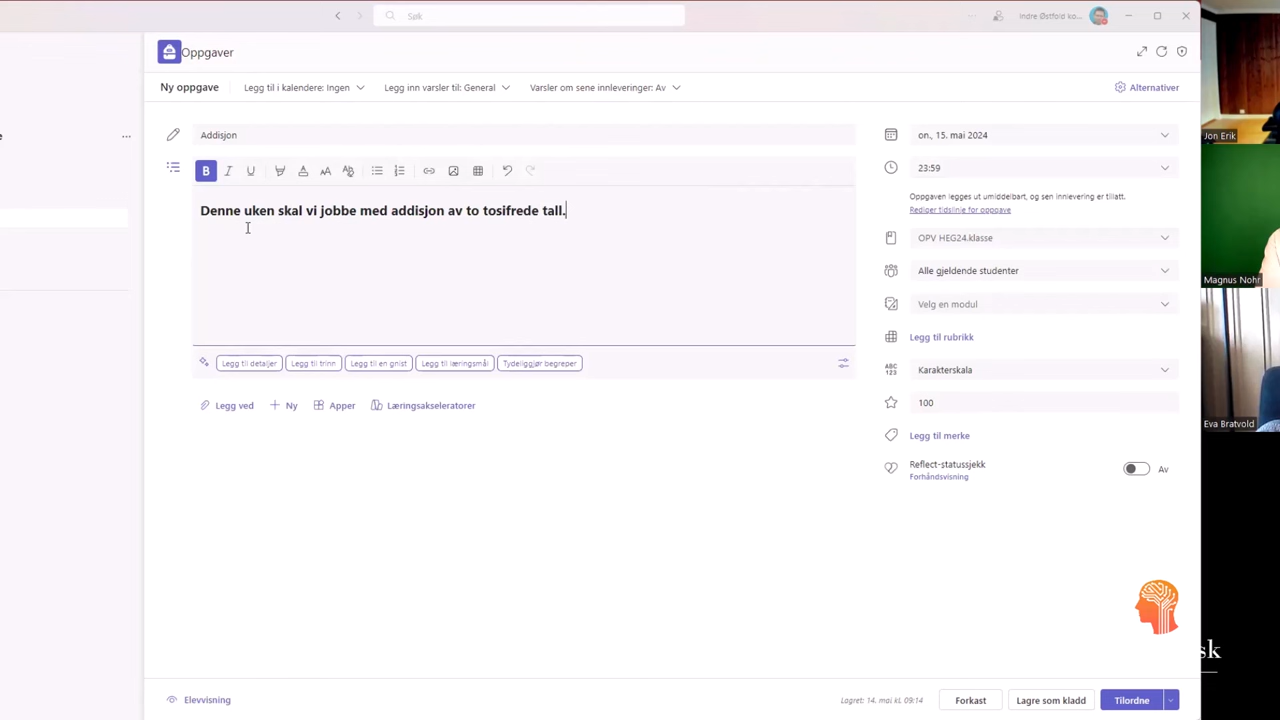 Søk
Indre Østfold ko...
Oppgaver
Ny oppgave
Legg til i kalendere: Ingen
Legg inn varsler til: General
Varsler om sene innleveringer: Av
Alternativer
Addisjon
on., 15. mai 2024
23:59
Oppgaven legges ut umiddelbart, og sen innlevering er tillatt.
Rediger tidslinje for oppgave
Denne uken skal vi jobbe med addisjon av to tosifrede tall.
OPV HEG24.klasse
Alle gjeldende studenter
Velg en modul
Legg til rubrikk
Legg til detaljer
Legg til trinn
Legg til en gnist
Legg til læringsmål
Tydeliggjør begreper
ABC
123
Karakterskala
100
Legg ved
Ny
Apper
Læringsakseleratorer
Legg til merke
Reflect-statussjekk
Forhåndsvisning
Av
Elevvisning
Lagret: 14. mai kl. 09:14
Forkast
Lagre som kladd
Tilordne
Jon Erik
Magnus Nohr
Eva Bratvold
sk